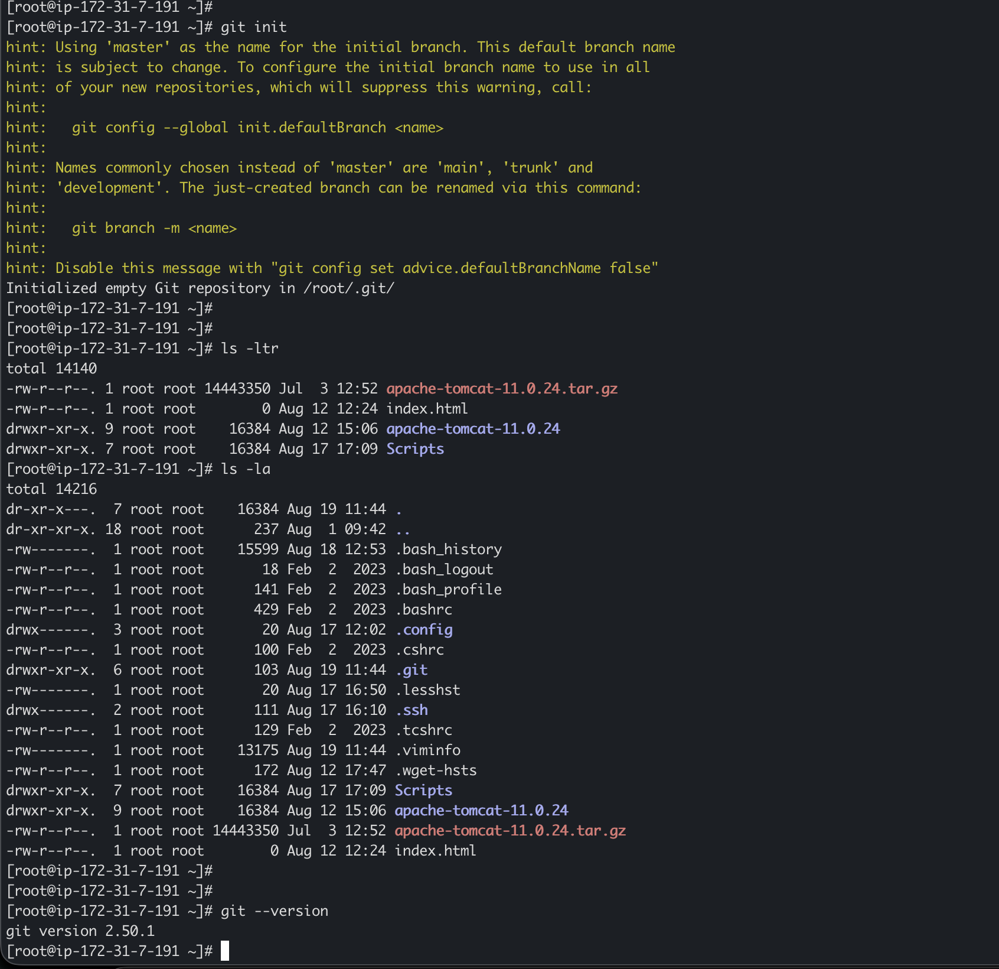 [root@ip-172-31-7-191 ~]#
[root@ip-172-31-7-191 ~]# git init
hint: Using 'master' as the name for the initial branch. This default branch name
hint: is subject to change. To configure the initial branch name to use in all
hint: of your new repositories, which will suppress this warning, call:
hint:
hint:   git config --global init.defaultBranch <name>
hint:
hint: Names commonly chosen instead of 'master' are 'main', 'trunk' and
hint: 'development'. The just-created branch can be renamed via this command:
hint:
hint:   git branch -m <name>
hint:
hint: Disable this message with "git config set advice.defaultBranchName false"
Initialized empty Git repository in /root/.git/
[root@ip-172-31-7-191 ~]#
[root@ip-172-31-7-191 ~]#
[root@ip-172-31-7-191 ~]# ls -ltr
total 14140
-rw-r--r--. 1 root root 14443350 Jul  3 12:52 apache-tomcat-11.0.24.tar.gz
-rw-r--r--. 1 root root        0 Aug 12 12:24 index.html
drwxr-xr-x. 9 root root    16384 Aug 12 15:06 apache-tomcat-11.0.24
drwxr-xr-x. 7 root root    16384 Aug 17 17:09 Scripts
[root@ip-172-31-7-191 ~]# ls -la
total 14216
dr-xr-x---.  7 root root    16384 Aug 19 11:44 .
dr-xr-xr-x. 18 root root      237 Aug  1 09:42 ..
-rw-------.  1 root root    15599 Aug 18 12:53 .bash_history
-rw-r--r--.  1 root root       18 Feb  2  2023 .bash_logout
-rw-r--r--.  1 root root      141 Feb  2  2023 .bash_profile
-rw-r--r--.  1 root root      429 Feb  2  2023 .bashrc
drwx------.  3 root root       20 Aug 17 12:02 .config
-rw-r--r--.  1 root root      100 Feb  2  2023 .cshrc
drwxr-xr-x.  6 root root      103 Aug 19 11:44 .git
-rw-------.  1 root root       20 Aug 17 16:50 .lesshst
drwx------.  2 root root      111 Aug 17 16:10 .ssh
-rw-r--r--.  1 root root      129 Feb  2  2023 .tcshrc
-rw-------.  1 root root    13175 Aug 19 11:44 .viminfo
-rw-r--r--.  1 root root      172 Aug 12 17:47 .wget-hsts
drwxr-xr-x.  7 root root    16384 Aug 17 17:09 Scripts
drwxr-xr-x.  9 root root    16384 Aug 12 15:06 apache-tomcat-11.0.24
-rw-r--r--.  1 root root 14443350 Jul  3 12:52 apache-tomcat-11.0.24.tar.gz
-rw-r--r--.  1 root root        0 Aug 12 12:24 index.html
[root@ip-172-31-7-191 ~]#
[root@ip-172-31-7-191 ~]#
[root@ip-172-31-7-191 ~]# git --version
git version 2.50.1
[root@ip-172-31-7-191 ~]#